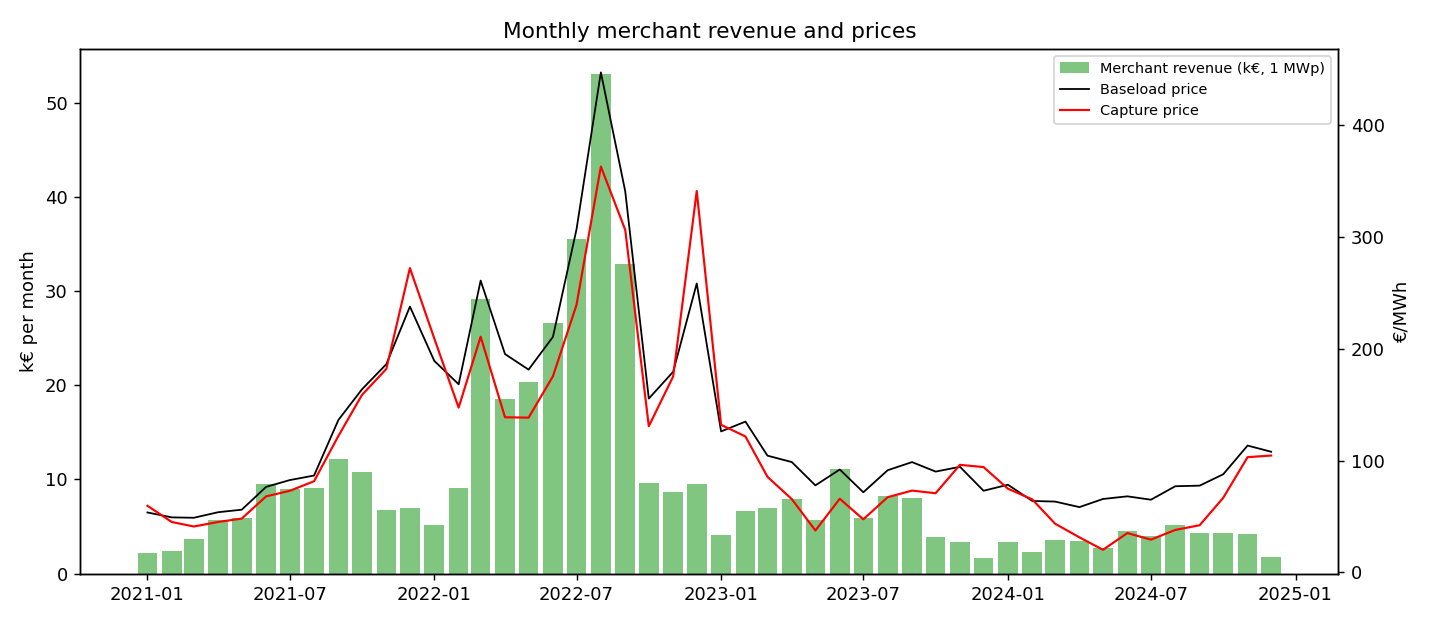 Monthly merchant revenue and prices
k€ per month
50
40
30
20
10
0
Merchant revenue (k€, 1 MWp)
Baseload price
Capture price
400
300
200
100
0
€/MWh
2021-01 2021-07 2022-01 2022-07 2023-01 2023-07 2024-01 2024-07 2025-01